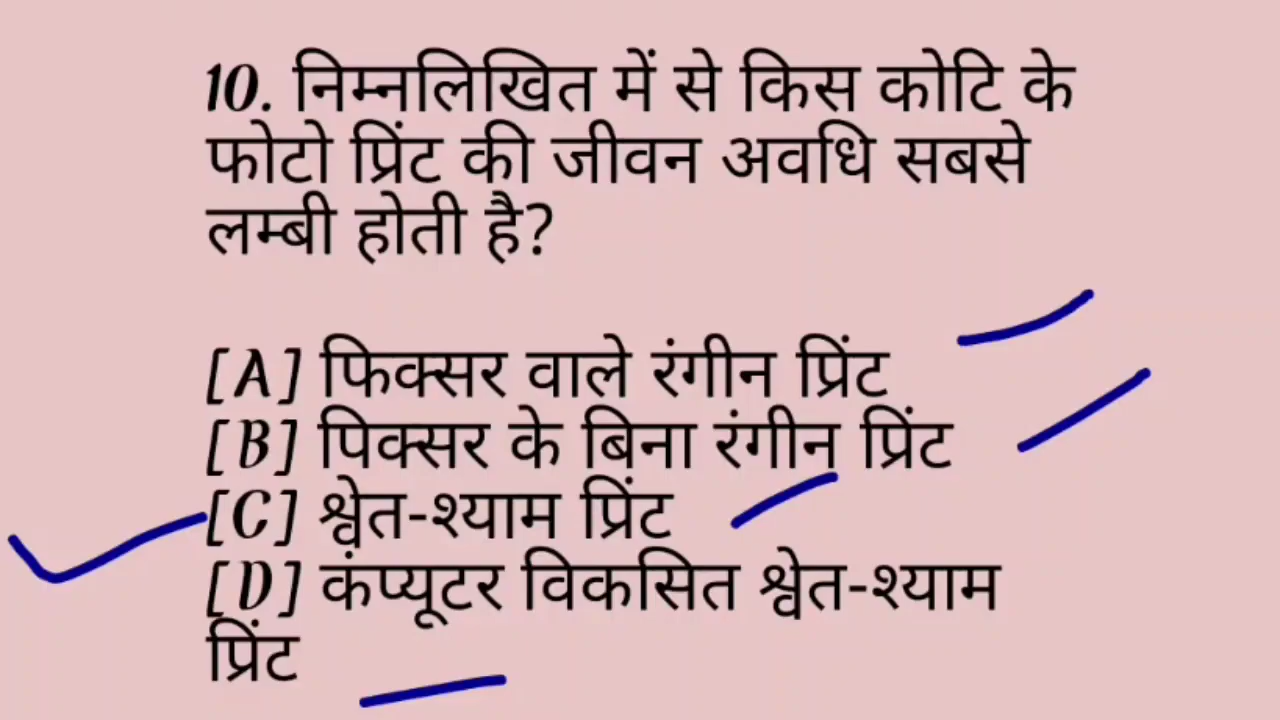 10. निम्नलिखित में से किस कोटि के
फोटो प्रिंट की जीवन अवधि सबसे
लम्बी होती है?
[A] फिक्सर वाले रंगीन प्रिंट
[B] पिक्सर के बिना रंगीन प्रिंट
[C] श्वेत-श्याम प्रिंट
[D] कंप्यूटर विकसित श्वेत-श्याम
प्रिंट